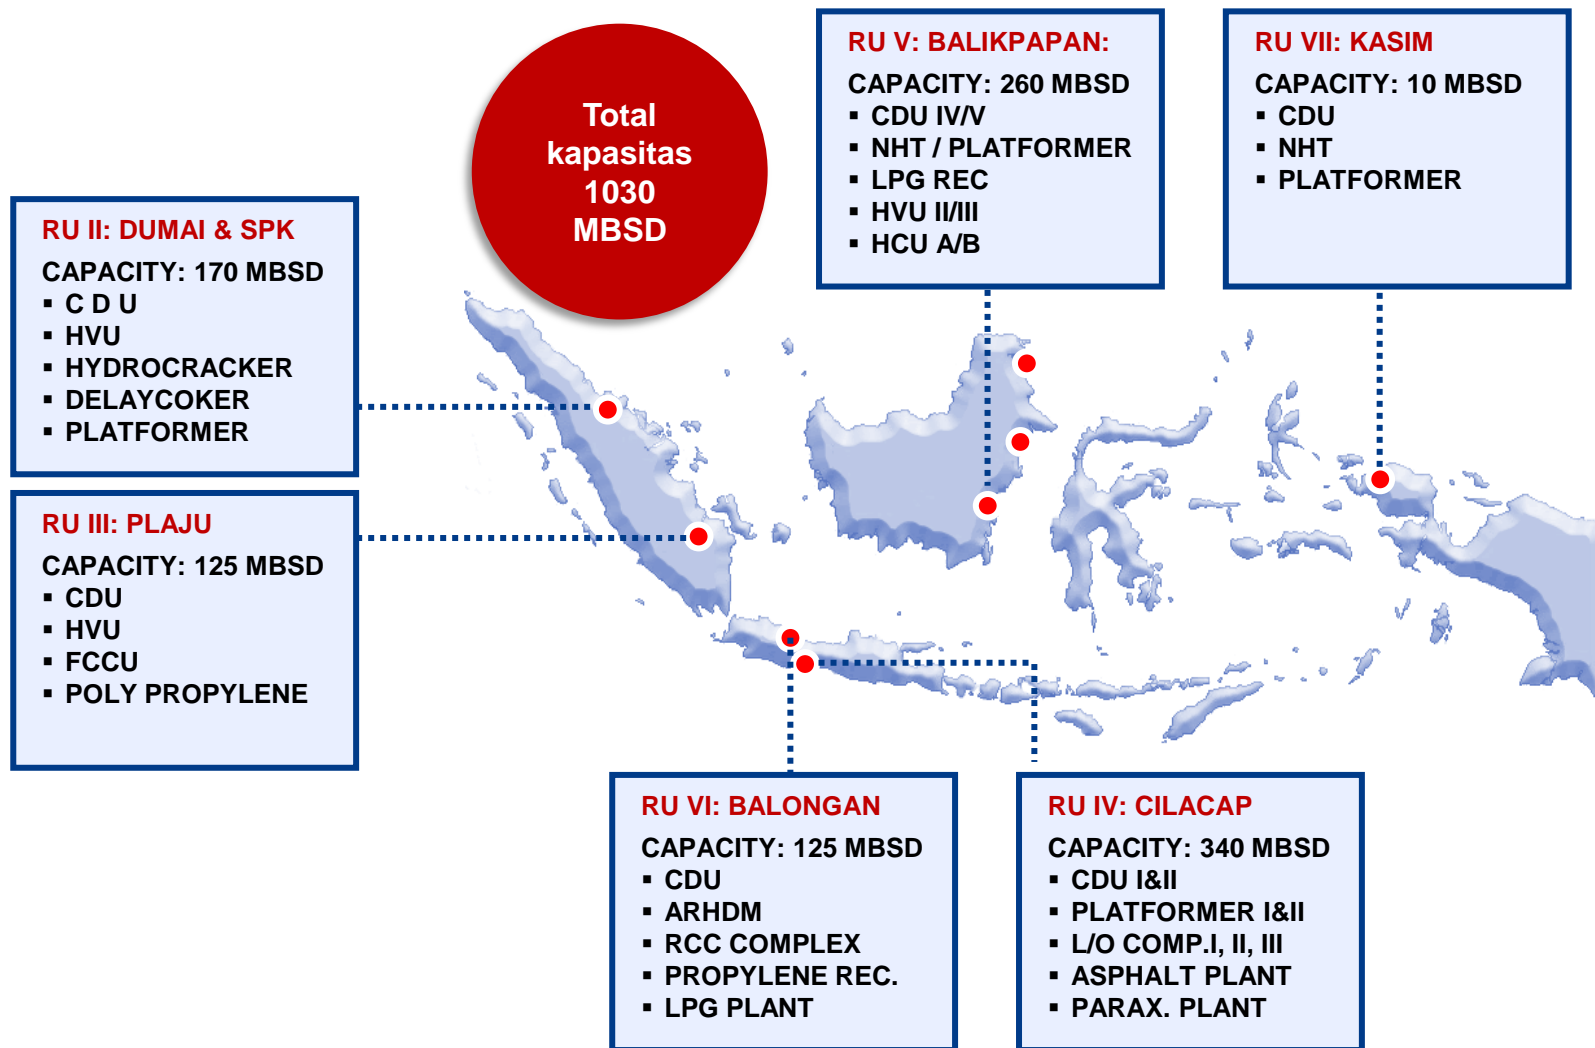 Total
kapasitas
1030
MBSD
RU V: BALIKPAPAN:
CAPACITY: 260 MBSD
▪ CDU IV/V
▪ NHT / PLATFORMER
▪ LPG REC
▪ HVU II/III
▪ HCU A/B
RU VII: KASIM
CAPACITY: 10 MBSD
▪ CDU
▪ NHT
▪ PLATFORMER
RU II: DUMAI & SPK
CAPACITY: 170 MBSD
▪ C D U
▪ HVU
▪ HYDROCRACKER
▪ DELAYCOKER
▪ PLATFORMER
RU III: PLAJU
CAPACITY: 125 MBSD
▪ CDU
▪ HVU
▪ FCCU
▪ POLY PROPYLENE
RU VI: BALONGAN
CAPACITY: 125 MBSD
▪ CDU
▪ ARHDM
▪ RCC COMPLEX
▪ PROPYLENE REC.
▪ LPG PLANT
RU IV: CILACAP
CAPACITY: 340 MBSD
▪ CDU I&II
▪ PLATFORMER I&II
▪ L/O COMP.I, II, III
▪ ASPHALT PLANT
▪ PARAX. PLANT